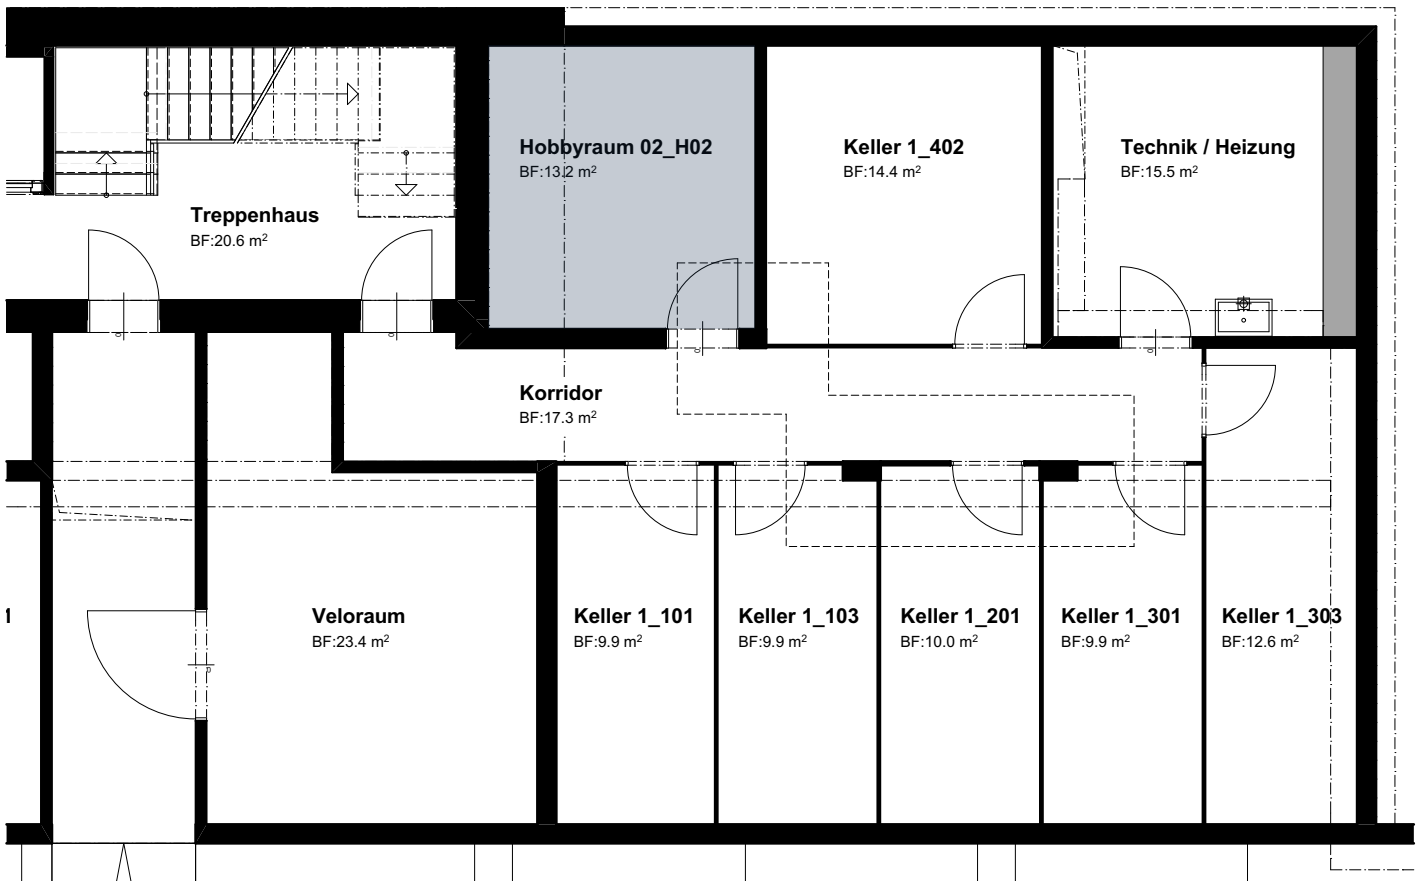 Hobbyraum 02_H02
BF:13.2 m²
Keller 1_402
BF:14.4 m²
Technik / Heizung
BF:15.5 m²
Treppenhaus
BF:20.6 m²
Korridor
BF:17.3 m²
1
Veloraum
BF:23.4 m²
Keller 1_101
BF:9.9 m²
Keller 1_103
BF:9.9 m²
Keller 1_201
BF:10.0 m²
Keller 1_301
BF:9.9 m²
Keller 1_303
BF:12.6 m²